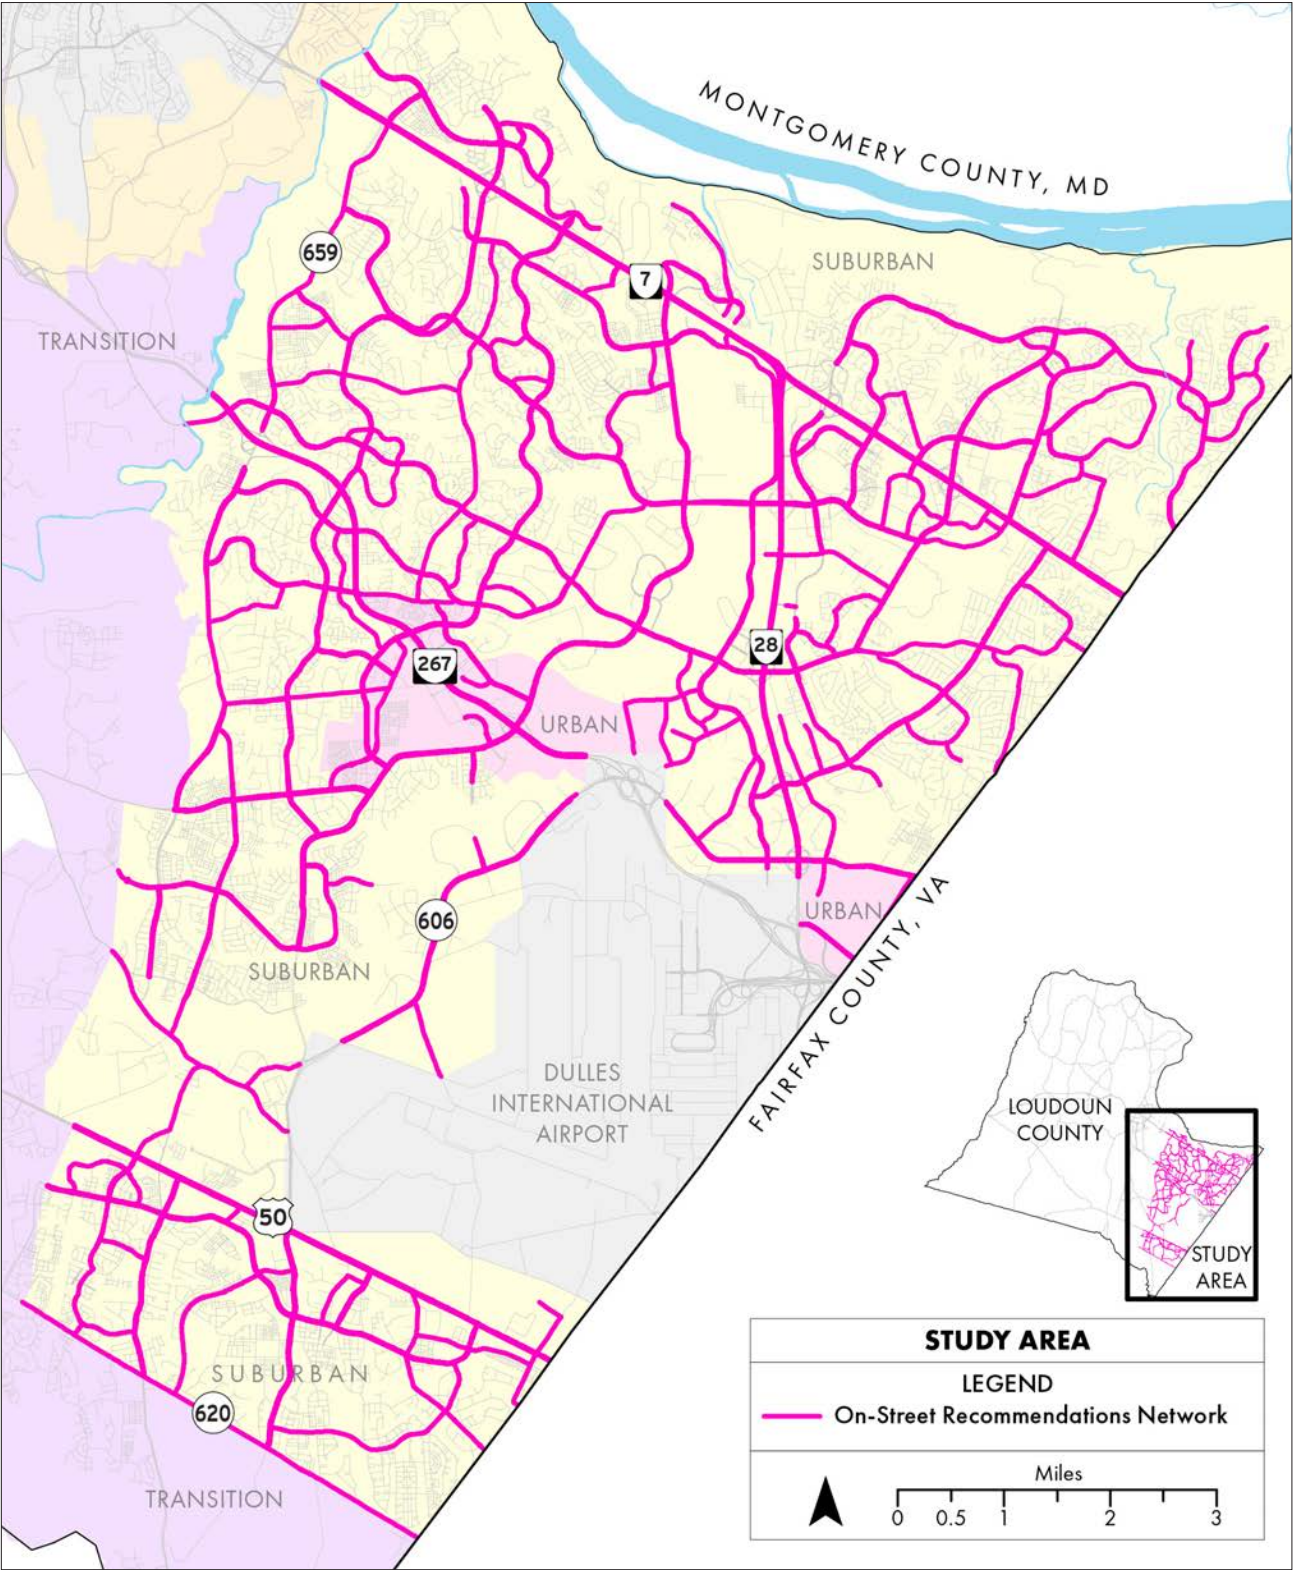 MONTGOMERY COUNTY, MD
659
SUBURBAN
7
TRANSITION
28
267
URBAN
606
URBAN
SUBURBAN
FAIRFAX COUNTY, VA
DULLES
INTERNATIONAL
AIRPORT
LOUDOUN
COUNTY
50
STUDY
AREA
SUBURBAN
620
TRANSITION
STUDY AREA
LEGEND
On-Street Recommendations Network
Miles
0 0.5 1 2 3